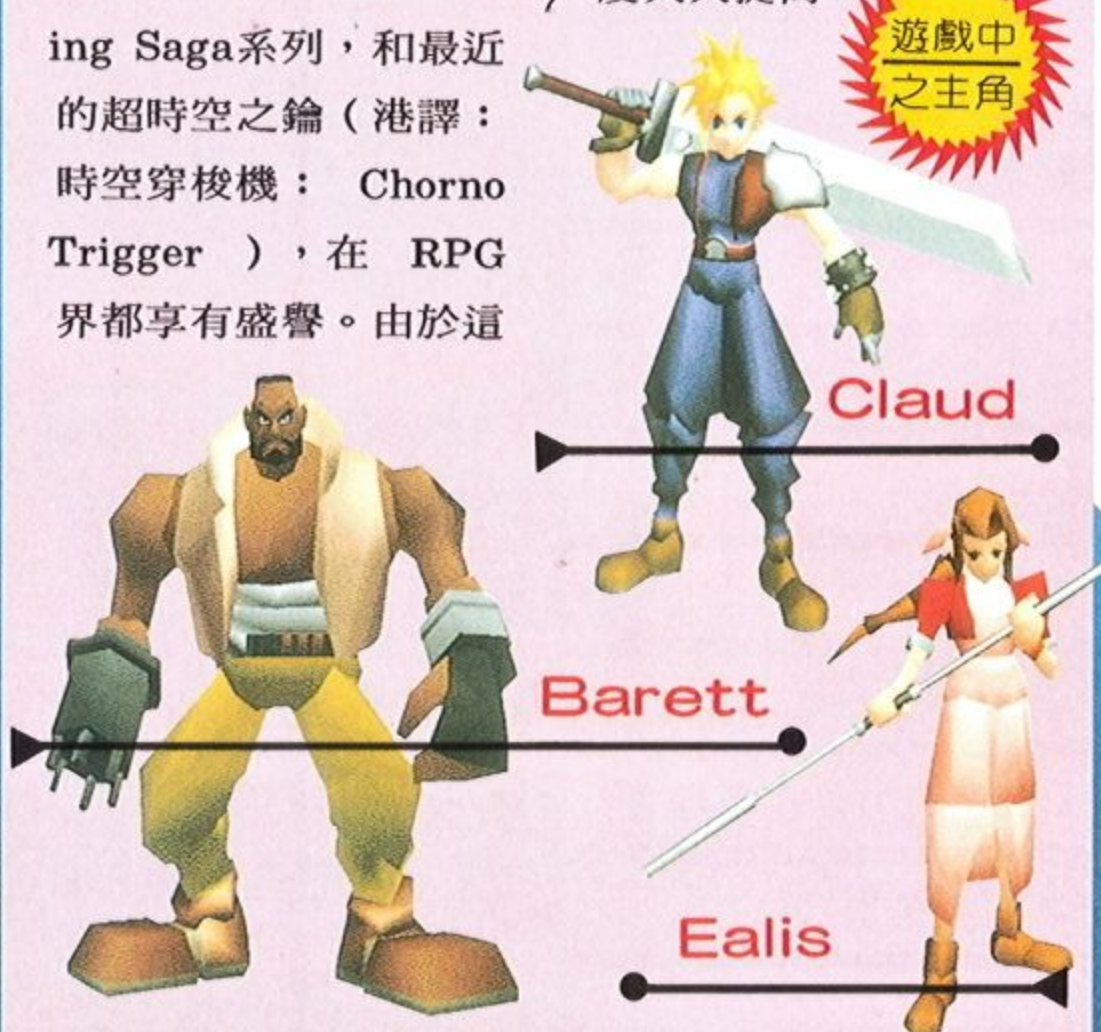 ing Saga系列，和最近
的超時空之鑰（港譯：
時空穿梭機： Chorno
Trigger ），在 RPG
界都享有盛譽。由於這
遊戲中
之主角
Claud
Barett
Ealis